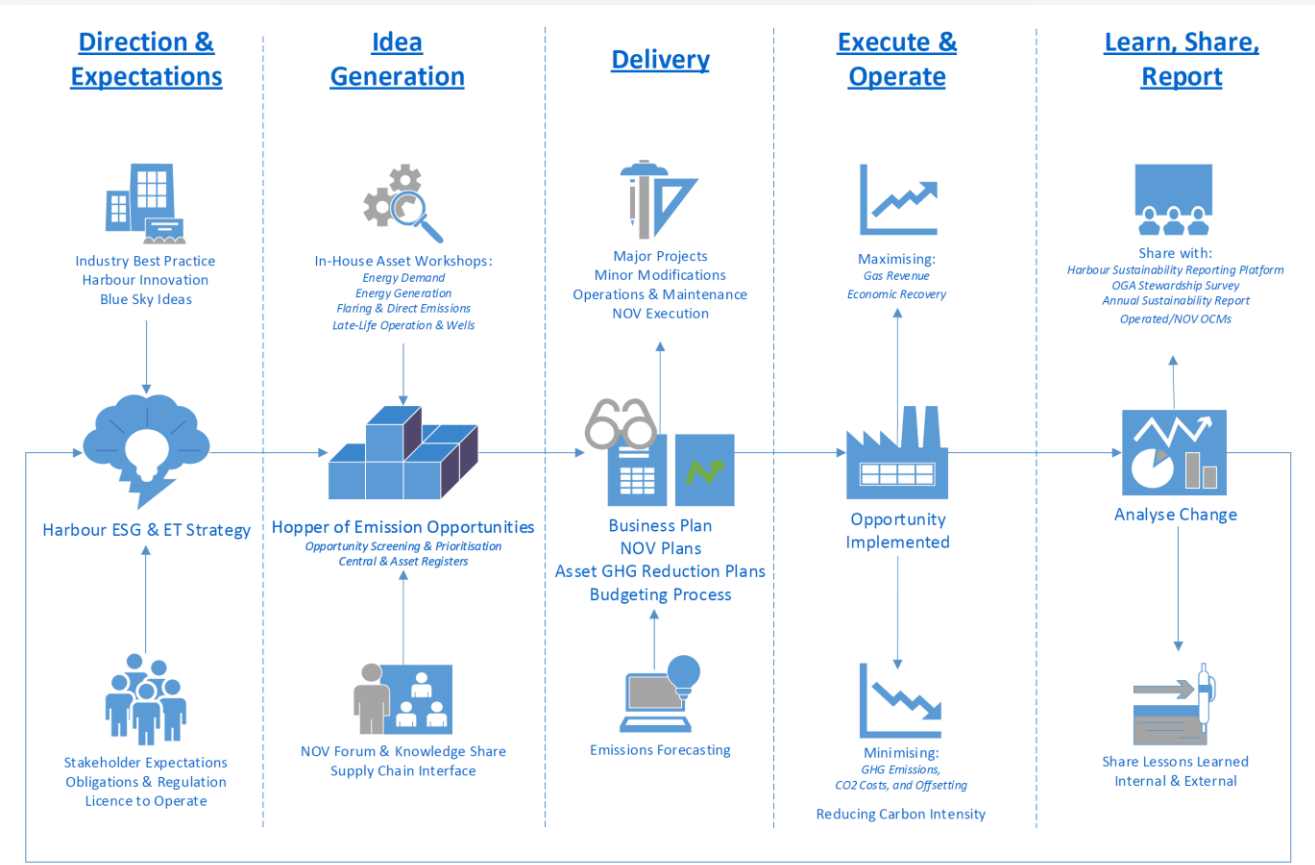 Direction &
Expectations
Idea
Generation
Delivery
Execute &
Operate
Learn, Share,
Report
Industry Best Practice
Harbour Innovation
Blue Sky Ideas
In-House Asset Workshops:
Energy Demand
Energy Generation
Flaring & Direct Emissions
Late-Life Operation & Wells
Major Projects
Minor Modifications
Operations & Maintenance
NOV Execution
Maximising:
Gas Revenue
Economic Recovery
Share with:
Harbour Sustainability Reporting Platform
OGA Stewardship Survey
Annual Sustainability Report
Operated/NOV OCMs
Harbour ESG & ET Strategy
Hopper of Emission Opportunities
Opportunity Screening & Prioritisation
Central & Asset Registers
Business Plan
NOV Plans
Asset GHG Reduction Plans
Budgeting Process
Opportunity
Implemented
Analyse Change
Stakeholder Expectations
Obligations & Regulation
Licence to Operate
NOV Forum & Knowledge Share
Supply Chain Interface
Emissions Forecasting
Minimising:
GHG Emissions,
CO2 Costs, and Offsetting
Reducing Carbon Intensity
Share Lessons Learned
Internal & External